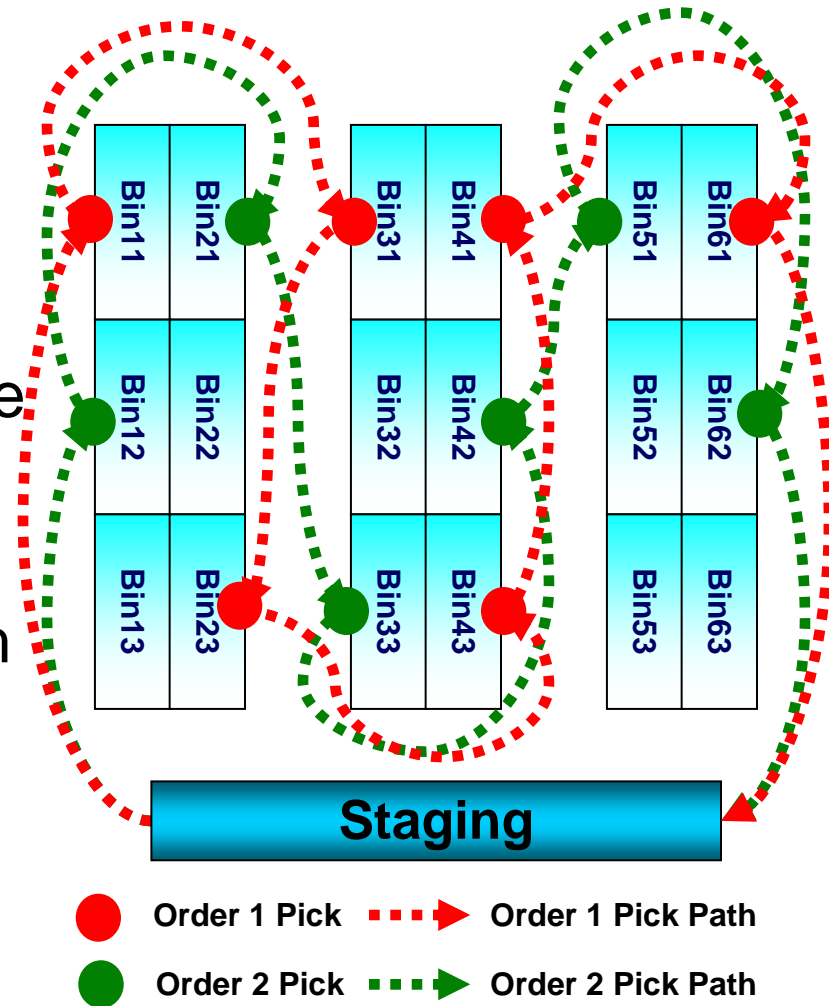 Bin11
Bin21
Bin31
Bin41
Bin51
Bin61
e
Bin12
Bin22
Bin32
Bin42
Bin52
Bin62
n
Bin13
Bin23
Bin33
Bin43
Bin53
Bin63
Staging
Order 1 Pick
Order 1 Pick Path
Order 2 Pick
Order 2 Pick Path